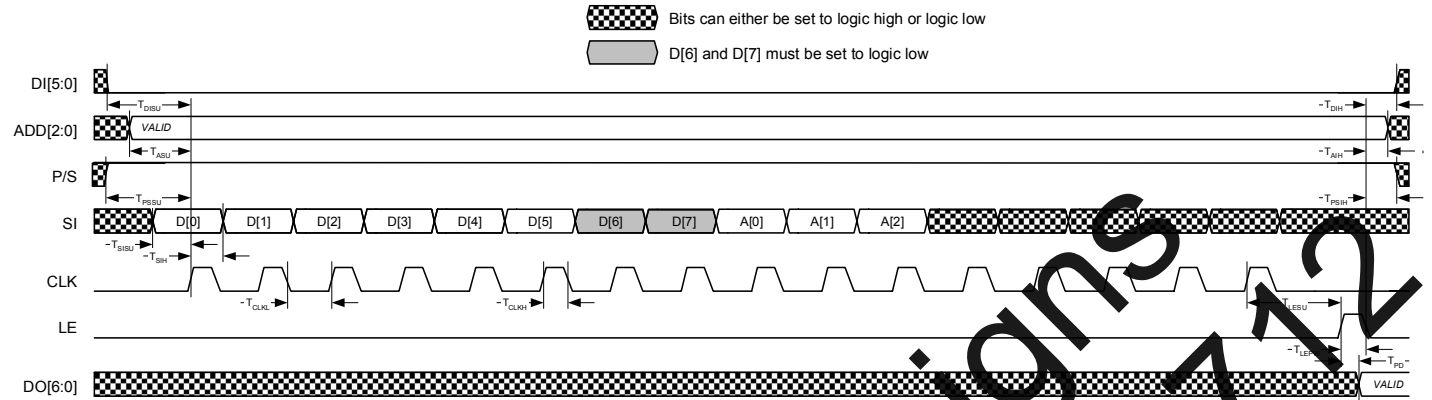 Bits can either be set to logic high or logic low
D[6] and D[7] must be set to logic low
DI[5:0]
TDISU
TDIH
ADD[2:0]
VALID
TASU
TAIH
P/S
TPSSU
TPSIH
SI
D[0] D[1] D[2] D[3] D[4] D[5] D[6] D[7] A[0] A[1] A[2]
TSISU
TSIH
CLK
TCLKL
TCLKH
TLESU
LE
TPD
DO[6:0]
VALID
igns
712